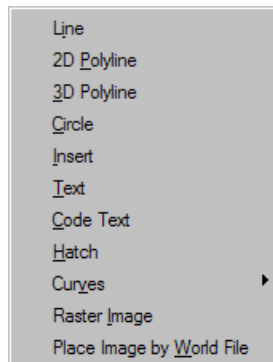 Line
2D Polyline
3D Polyline
Circle
Insert
Text
Code Text
Hatch
Curves
Raster Image
Place Image by World File